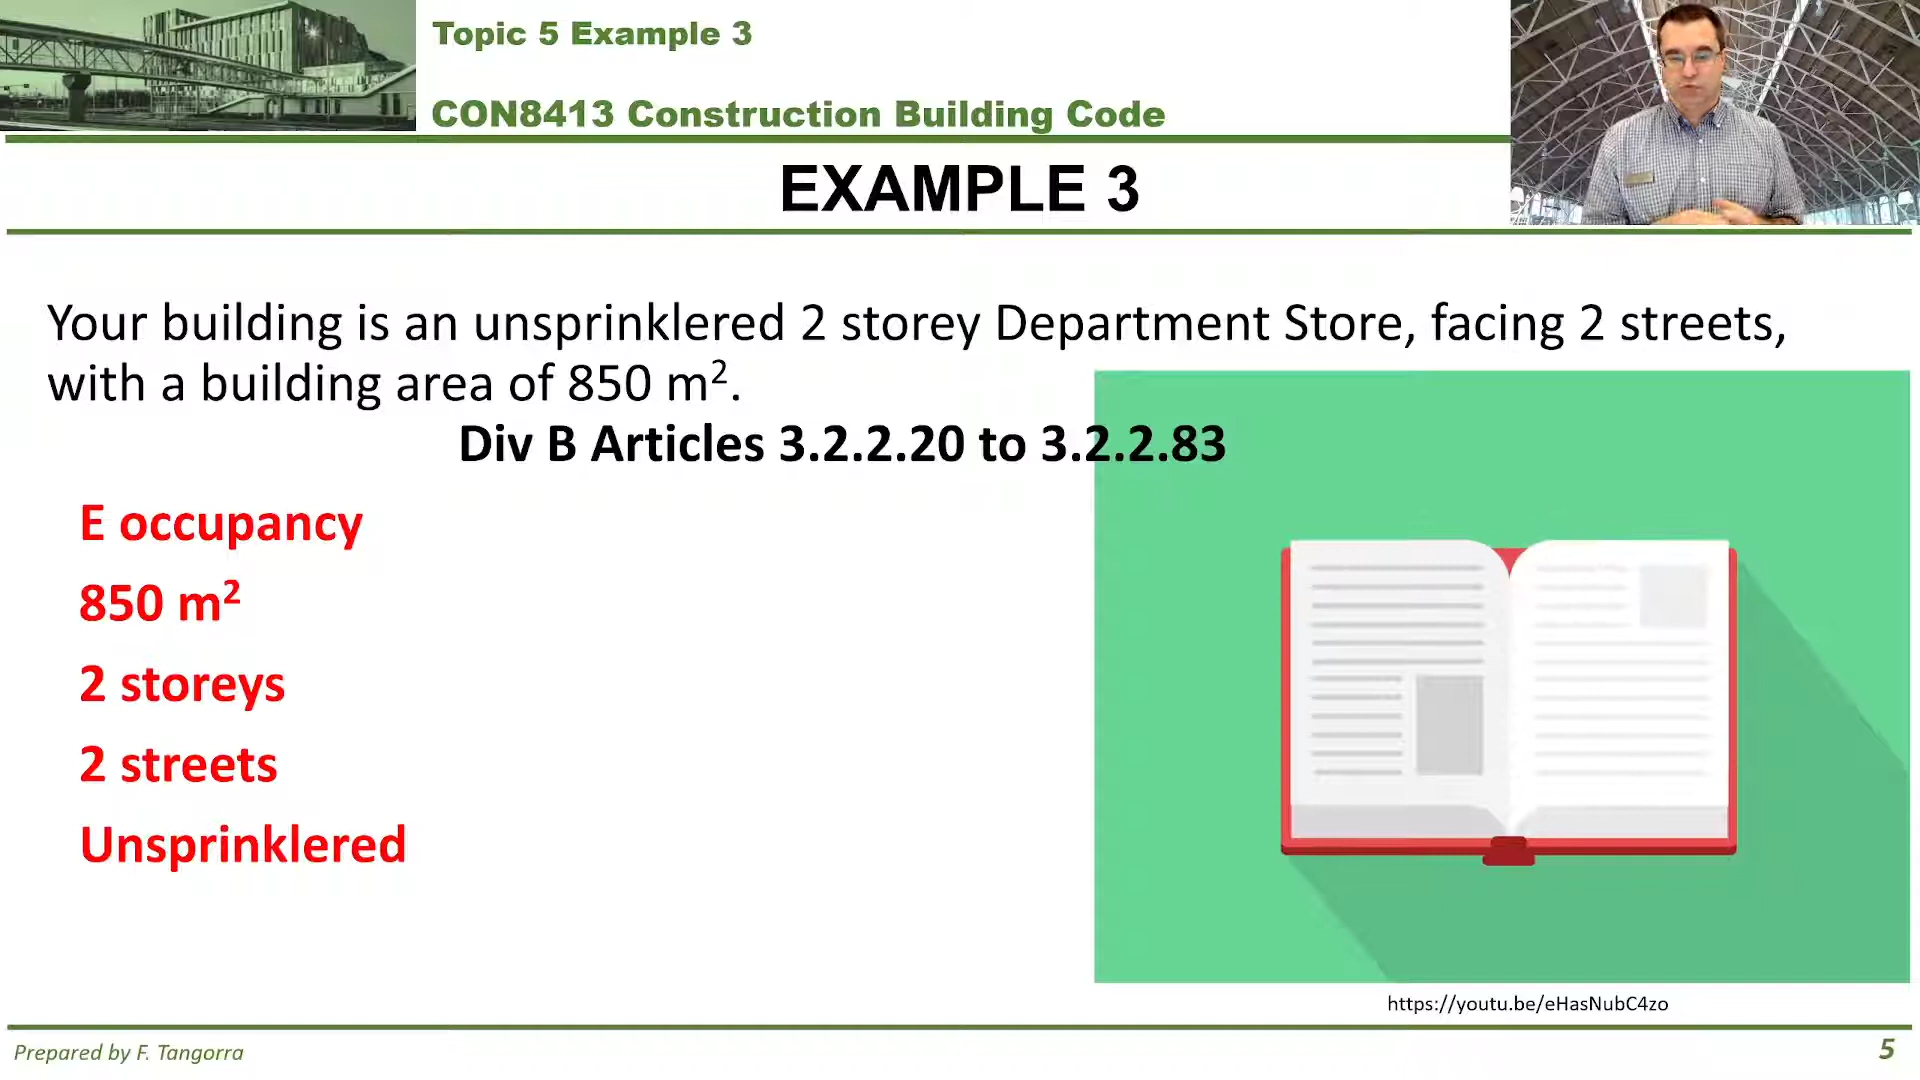 Topic 5 Example 3
CON8413 Construction Building Code
EXAMPLE 3
Your building is an unsprinklered 2 storey Department Store, facing 2 streets,
with a building area of 850 m².
Div B Articles 3.2.2.20 to 3.2.2.83
E occupancy
850 m²
2 storeys
2 streets
Unsprinklered
https://youtu.be/eHasNubC4zo
Prepared by F. Tangorra
5